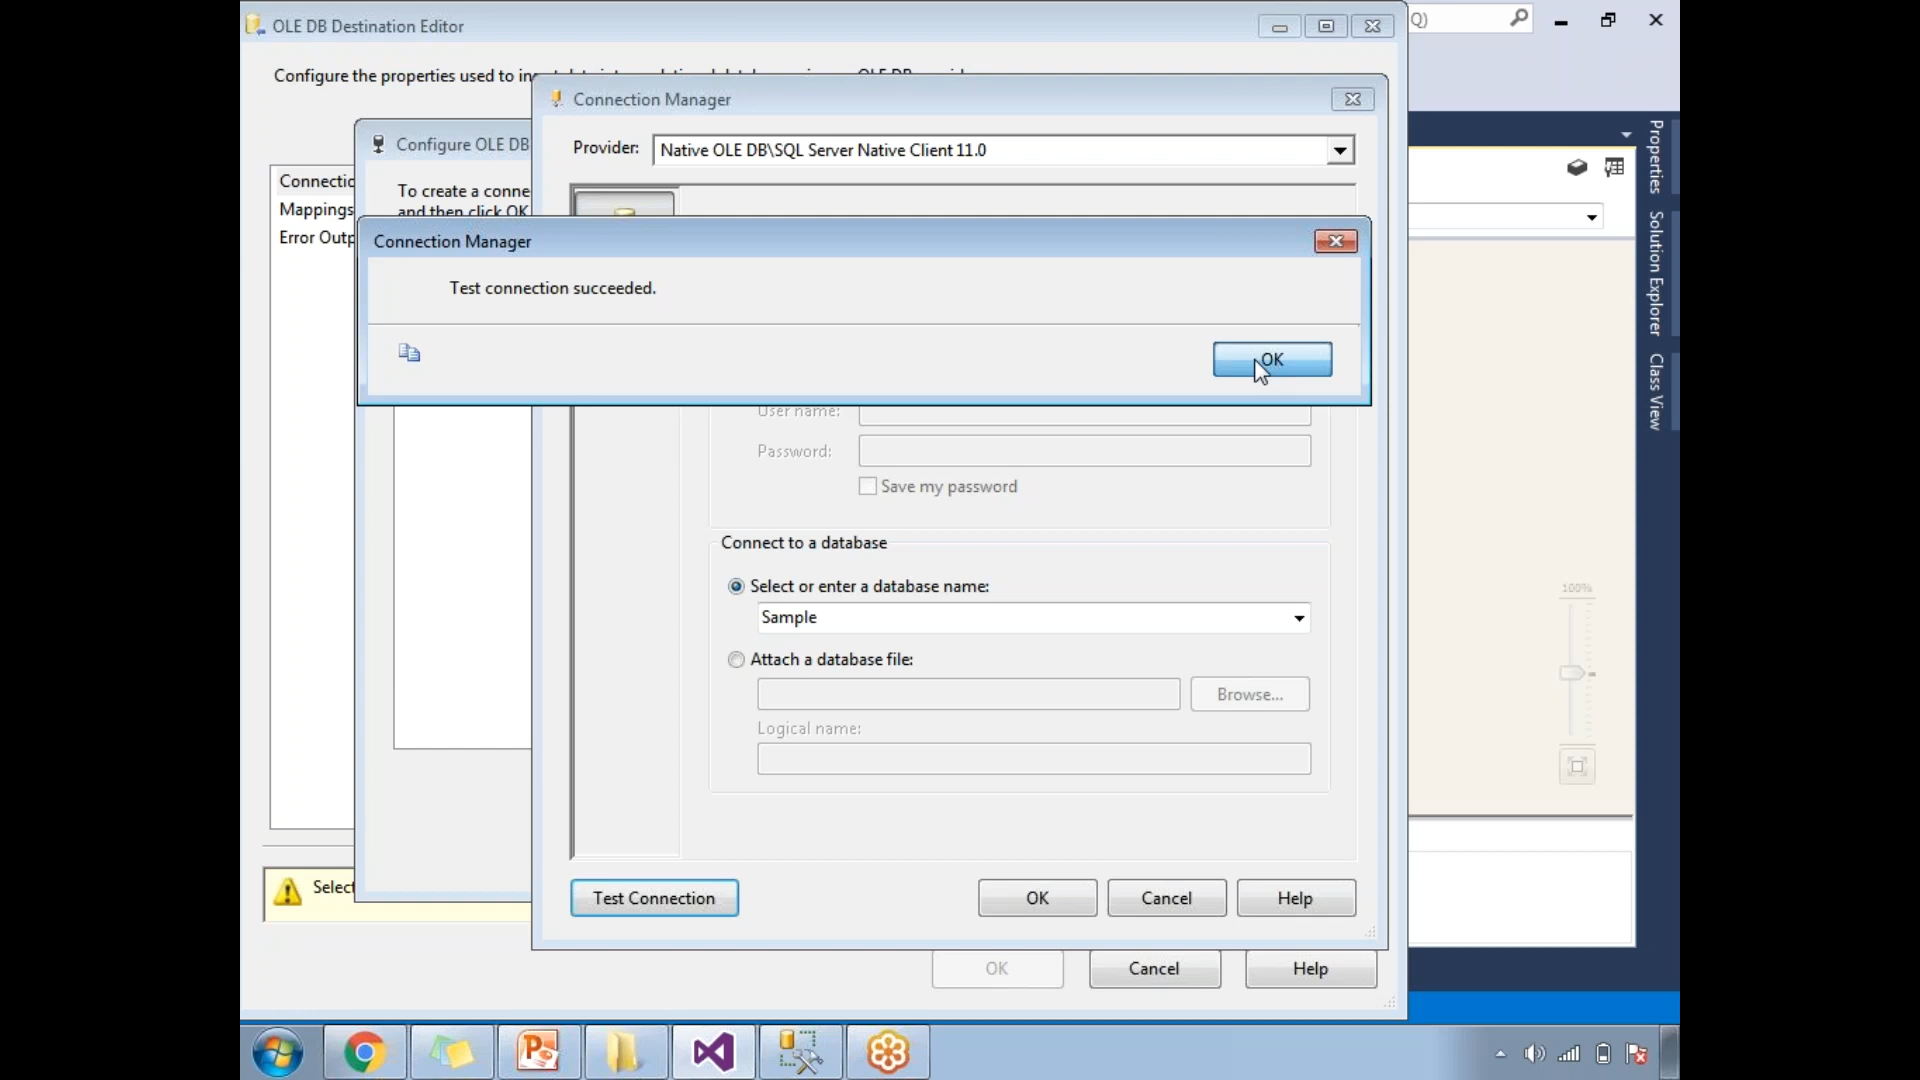 OLE DB Destination Editor
Q)
Configure the properties used to
Connection Manager
Provider:
Native OLE DB\SQL Server Native Client 11.0
Configure OLE DB
To create a conne
and then click OK
Connectio
Mappings
Error Outp
Connection Manager
Test connection succeeded.
OK
User name:
Password:
Save my password
Connect to a database
Select or enter a database name:
Sample
Attach a database file:
Browse...
Logical name:
Select
Test Connection
OK
Cancel
Help
OK
Cancel
Help
Properties
Solution Explorer
Class View
100%